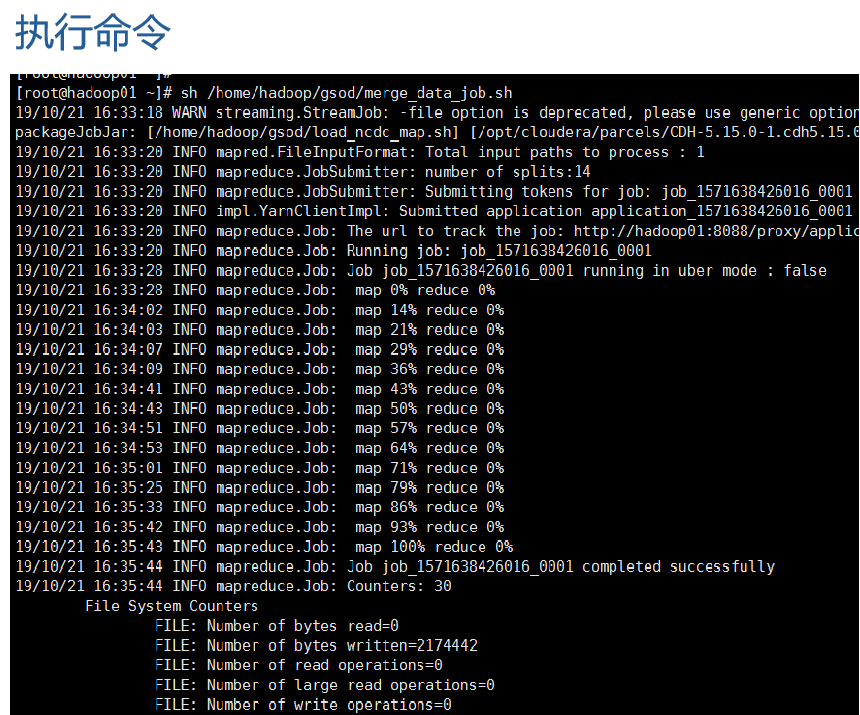 执行命令
[root@hadoop01 ~]#
[root@hadoop01 ~]# sh /home/hadoop/gsod/merge_data_job.sh
19/10/21 16:33:18 WARN streaming.StreamJob: -file option is deprecated, please use generic option
packageJobJar: [/home/hadoop/gsod/load_ncdc_map.sh] [/opt/cloudera/parcels/CDH-5.15.0-1.cdh5.15.0
19/10/21 16:33:20 INFO mapred.FileInputFormat: Total input paths to process : 1
19/10/21 16:33:20 INFO mapreduce.JobSubmitter: number of splits:14
19/10/21 16:33:20 INFO mapreduce.JobSubmitter: Submitting tokens for job: job_1571638426016_0001
19/10/21 16:33:20 INFO impl.YarnClientImpl: Submitted application application_1571638426016_0001
19/10/21 16:33:20 INFO mapreduce.Job: The url to track the job: http://hadoop01:8088/proxy/applic
19/10/21 16:33:20 INFO mapreduce.Job: Running job: job_1571638426016_0001
19/10/21 16:33:28 INFO mapreduce.Job: Job job_1571638426016_0001 running in uber mode : false
19/10/21 16:33:28 INFO mapreduce.Job:  map 0% reduce 0%
19/10/21 16:34:02 INFO mapreduce.Job:  map 14% reduce 0%
19/10/21 16:34:03 INFO mapreduce.Job:  map 21% reduce 0%
19/10/21 16:34:07 INFO mapreduce.Job:  map 29% reduce 0%
19/10/21 16:34:09 INFO mapreduce.Job:  map 36% reduce 0%
19/10/21 16:34:41 INFO mapreduce.Job:  map 43% reduce 0%
19/10/21 16:34:43 INFO mapreduce.Job:  map 50% reduce 0%
19/10/21 16:34:51 INFO mapreduce.Job:  map 57% reduce 0%
19/10/21 16:34:53 INFO mapreduce.Job:  map 64% reduce 0%
19/10/21 16:35:01 INFO mapreduce.Job:  map 71% reduce 0%
19/10/21 16:35:25 INFO mapreduce.Job:  map 79% reduce 0%
19/10/21 16:35:33 INFO mapreduce.Job:  map 86% reduce 0%
19/10/21 16:35:42 INFO mapreduce.Job:  map 93% reduce 0%
19/10/21 16:35:43 INFO mapreduce.Job:  map 100% reduce 0%
19/10/21 16:35:44 INFO mapreduce.Job: Job job_1571638426016_0001 completed successfully
19/10/21 16:35:44 INFO mapreduce.Job: Counters: 30
File System Counters
FILE: Number of bytes read=0
FILE: Number of bytes written=2174442
FILE: Number of read operations=0
FILE: Number of large read operations=0
FILE: Number of write operations=0